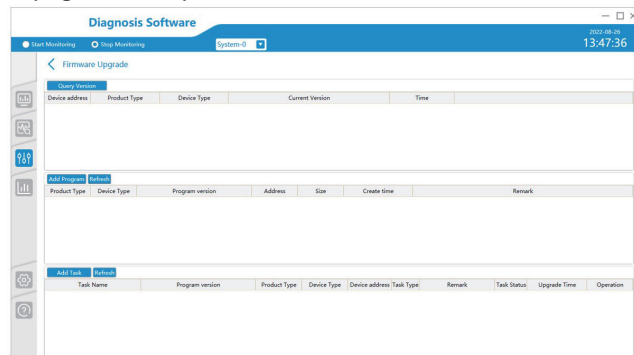 Diagnosis Software
2022-08-26
Start Monitoring Stop Monitoring System-0 13:47:36
Firmware Upgrade
Query Version
Device address Product Type Device Type Current Version Time
Add Program Refresh
Product Type Device Type Program version Address Size Create time Remark
Add Task Refresh
Task Name Program version Product Type Device Type Device address Task Type Remark Task Status Upgrade Time Operation